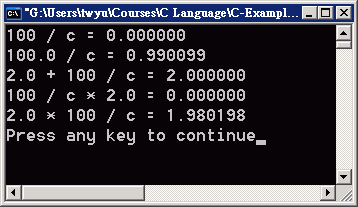 "G:\Users\twyu\Courses\C Language\C-Exampl...
100 / c = 0.000000
100.0 / c = 0.990099
2.0 + 100 / c = 2.000000
100 / c * 2.0 = 0.000000
2.0 * 100 / c = 1.980198
Press any key to continue_